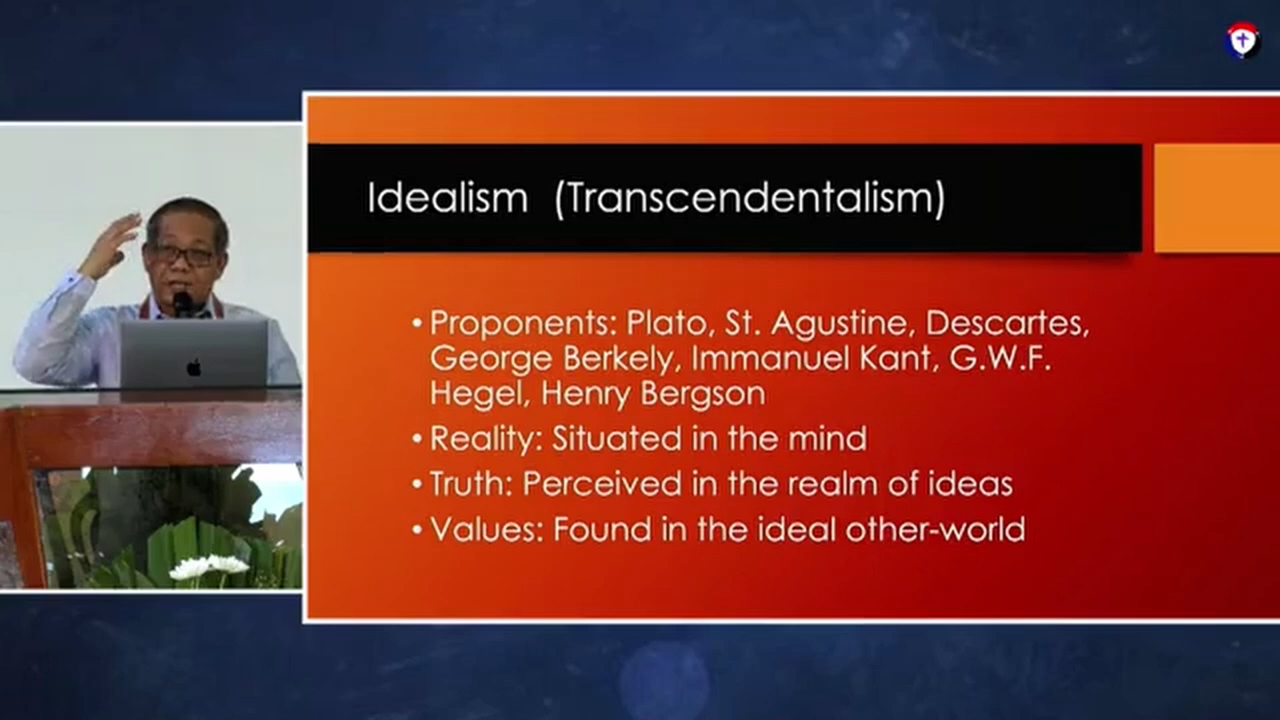 Idealism (Transcendentalism)
• Proponents: Plato, St. Agustine, Descartes,
George Berkely, Immanuel Kant, G.W.F.
Hegel, Henry Bergson
• Reality: Situated in the mind
• Truth: Perceived in the realm of ideas
• Values: Found in the ideal other-world